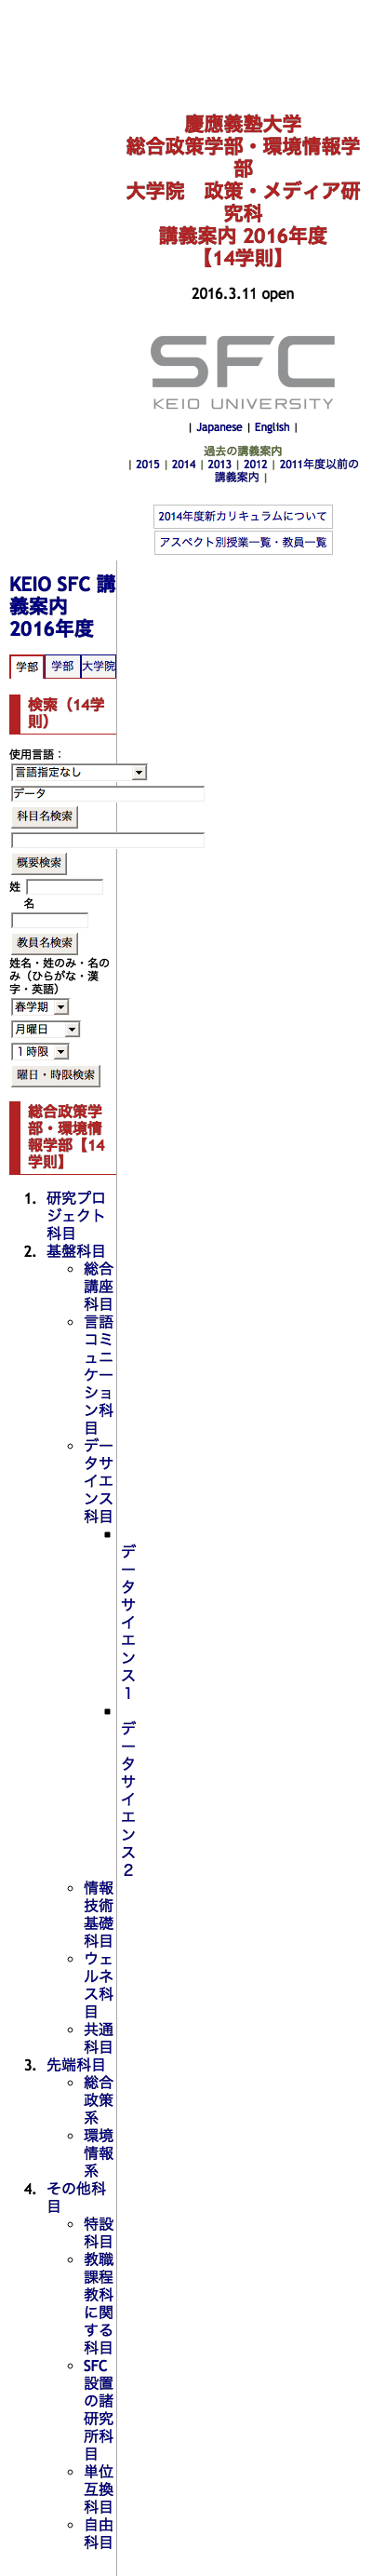 慶應義塾大学
総合政策学部・環境情報学
部
大学院　政策・メディア研
究科
講義案内 2016年度
【14学則】
2016.3.11 open
SFC
KEIO UNIVERSITY
| Japanese | English |
過去の講義案内
| 2015 | 2014 | 2013 | 2012 | 2011年度以前の
講義案内 |
2014年度新カリキュラムについて
アスペクト別授業一覧・教員一覧
KEIO SFC 講
義案内
2016年度
学部 学部 大学院
検索（14学
則）
使用言語：
言語指定なし
データ
科目名検索
概要検索
姓
名
教員名検索
姓名・姓のみ・名の
み（ひらがな・漢
字・英語）
春学期
月曜日
１時限
曜日・時限検索
総合政策学
部・環境情
報学部【14
学則】
1. 研究プロ
ジェクト
科目
2. 基盤科目
総合
講座
科目
言語
コミ
ュニ
ケー
ショ
ン科
目
デー
タサ
イエ
ンス
科目
デ
ー
タ
サ
イ
エ
ン
ス
１
デ
ー
タ
サ
イ
エ
ン
ス
２
情報
技術
基礎
科目
ウェ
ルネ
ス科
目
共通
科目
3. 先端科目
総合
政策
系
環境
情報
系
4. その他科
目
特設
科目
教職
課程
教科
に関
する
科目
SFC
設置
の諸
研究
所科
目
単位
互換
科目
自由
科目